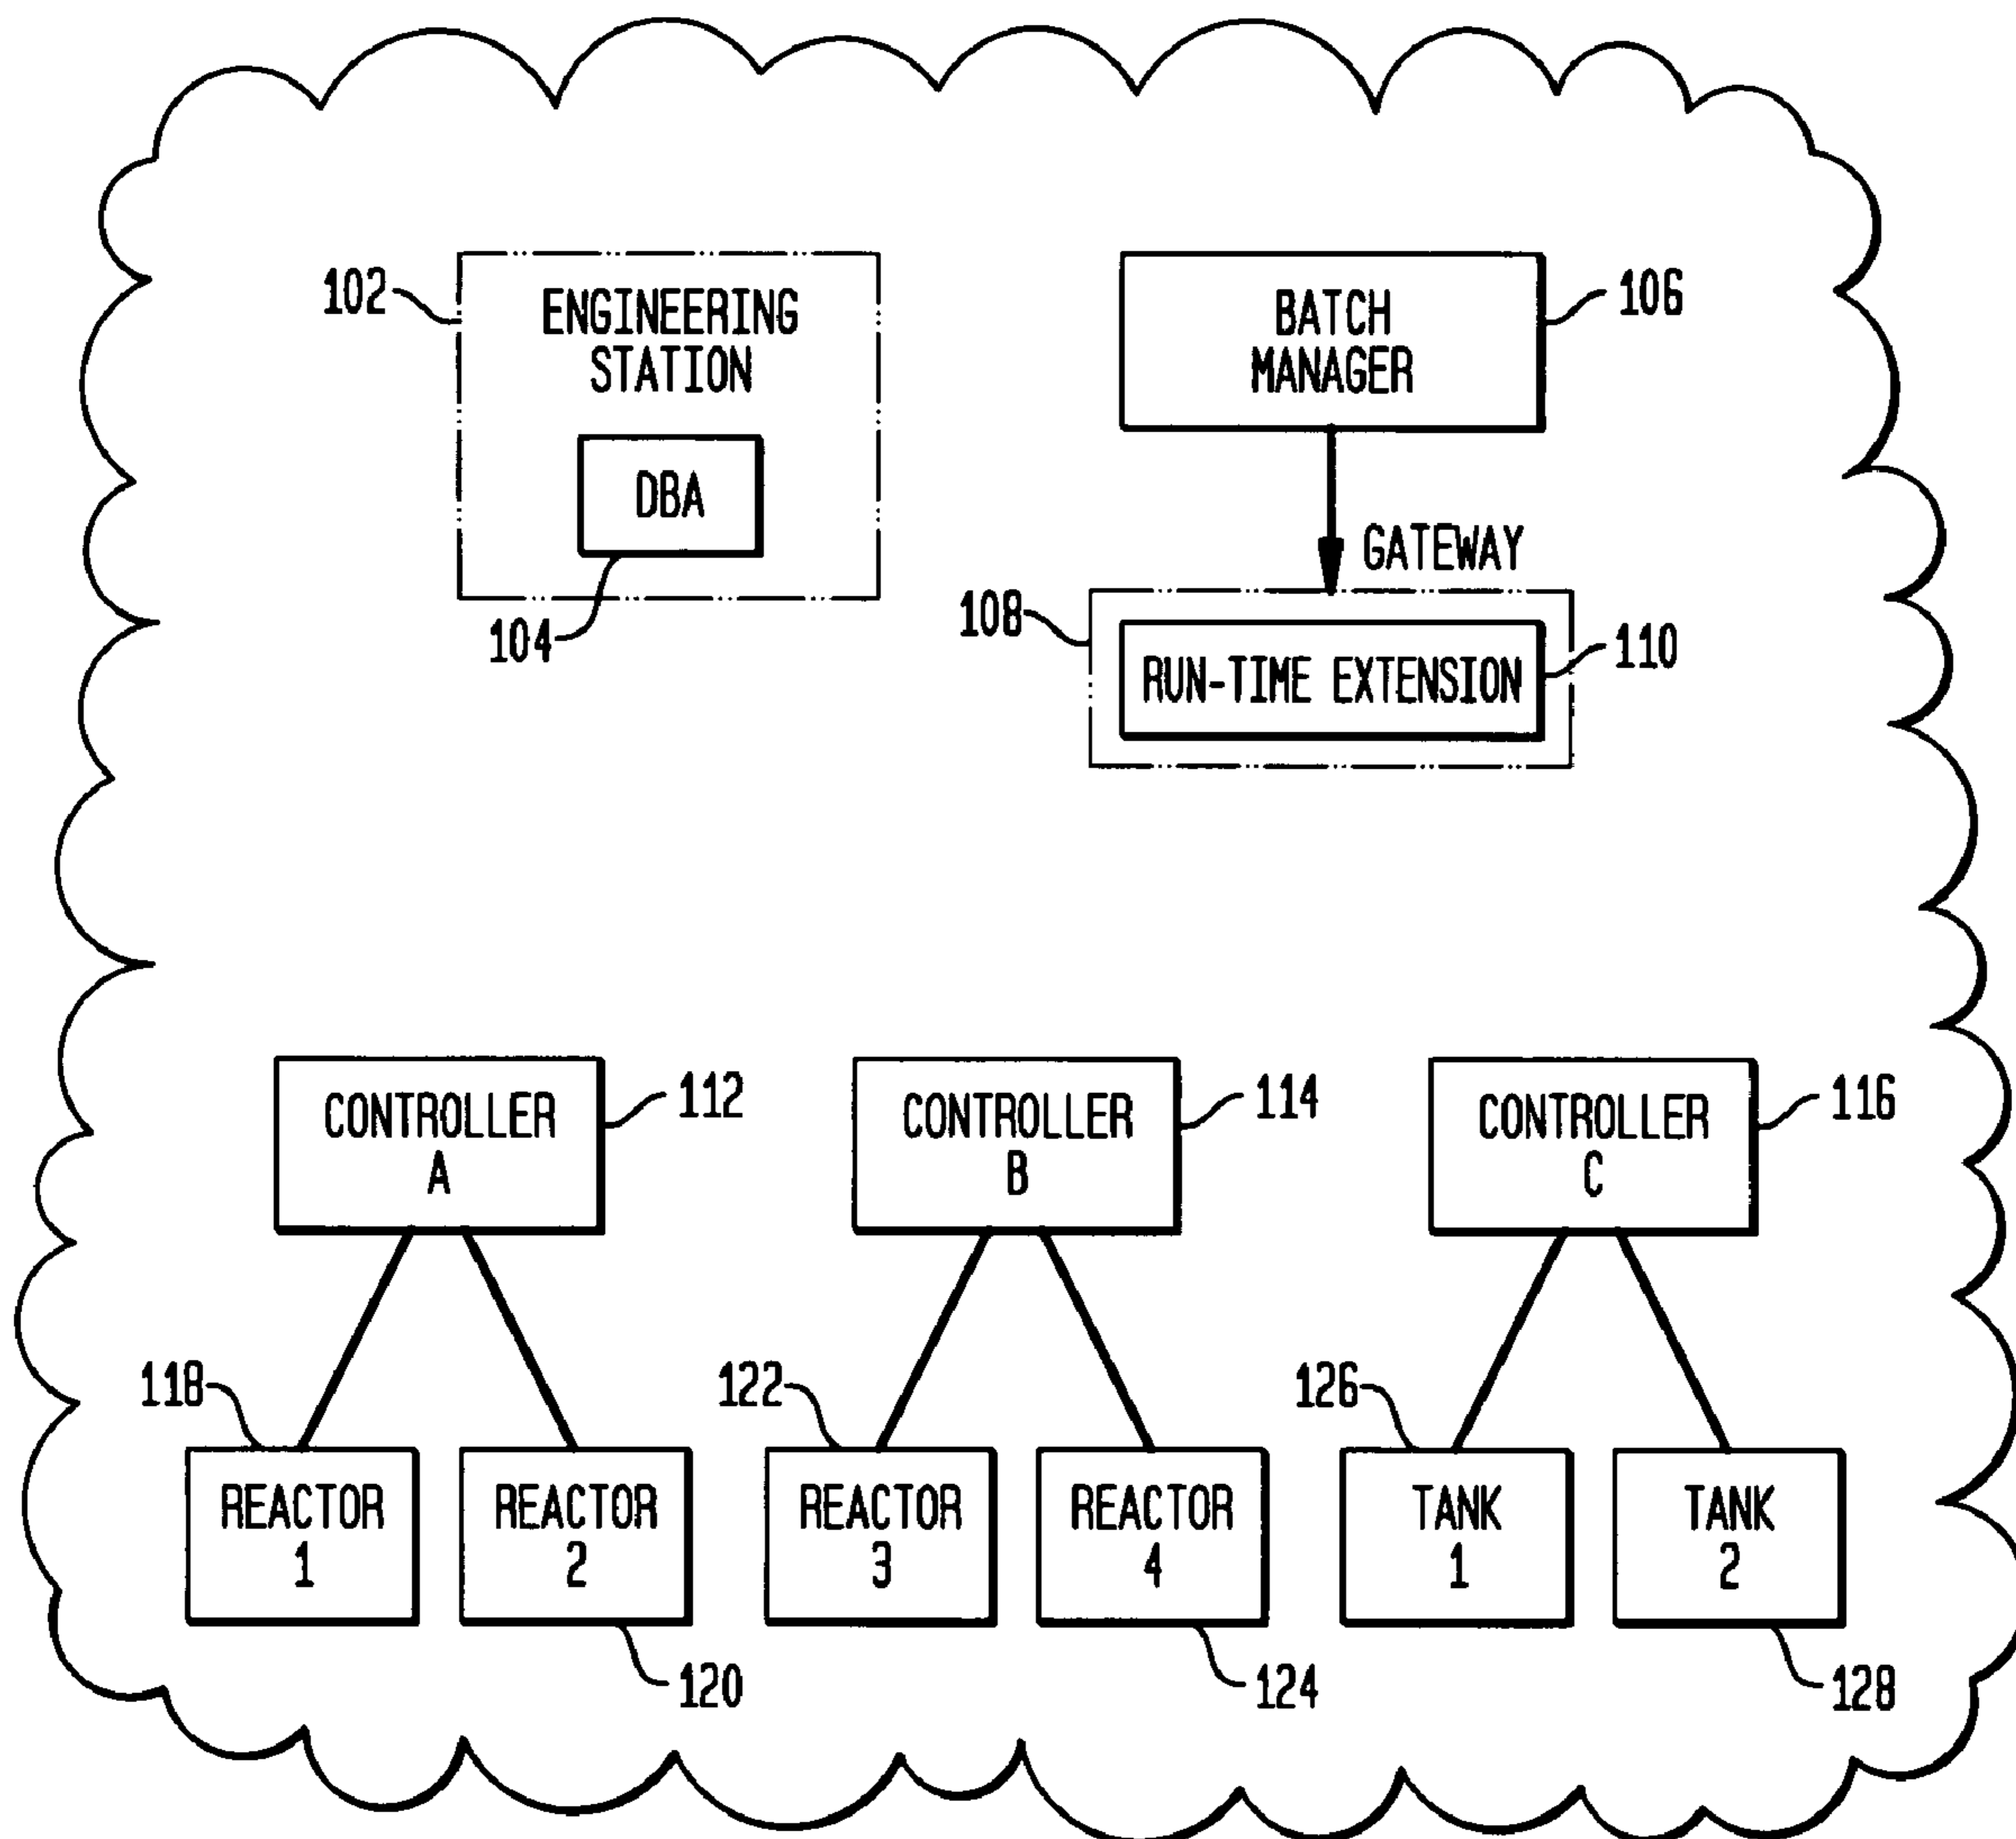 102
ENGINEERING
STATION
DBA
104
BATCH
MANAGER
106
GATEWAY
108
RUN-TIME EXTENSION
110
CONTROLLER
A
112
CONTROLLER
B
114
CONTROLLER
C
116
118
REACTOR
1
REACTOR
2
120
122
REACTOR
3
REACTOR
4
124
126
TANK
1
TANK
2
128